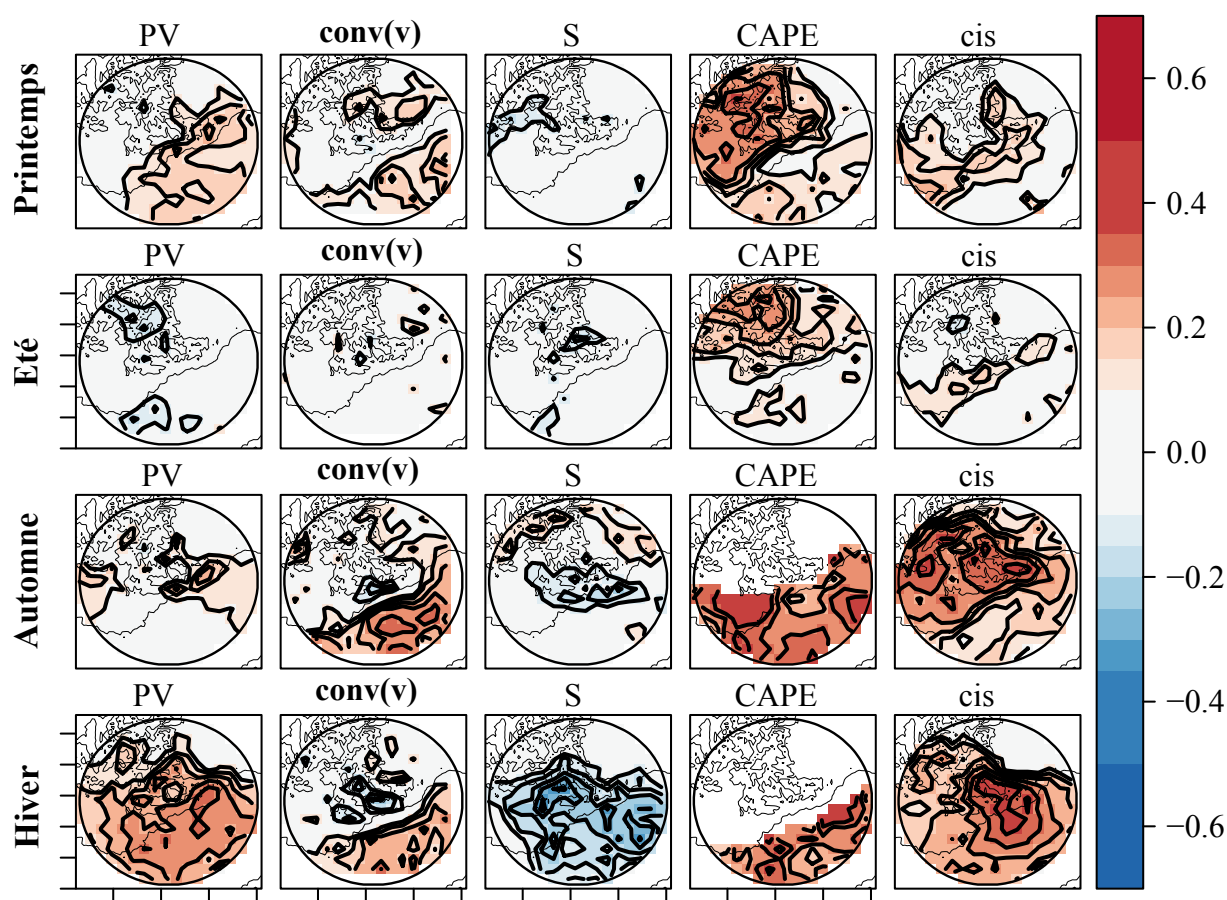 PV conv(v) S CAPE cis
Printemps
PV conv(v) S CAPE cis
Eté
PV conv(v) S CAPE cis
Automne
PV conv(v) S CAPE cis
Hiver
0.6
0.4
0.2
0.0
−0.2
−0.4
−0.6